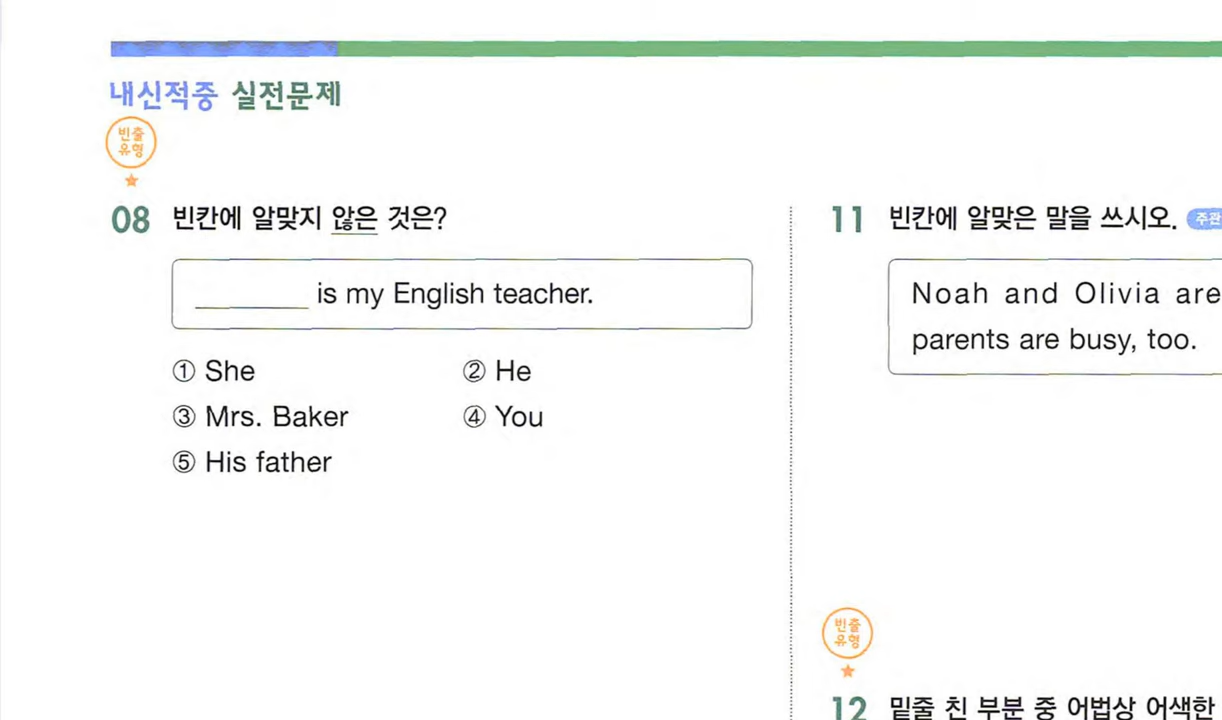 내신적중 실전문제
빈출
유형
08 빈칸에 알맞지 않은 것은?
________ is my English teacher.
① She
② He
③ Mrs. Baker
④ You
⑤ His father
11 빈칸에 알맞은 말을 쓰시오. 주관
Noah and Olivia are
parents are busy, too.
빈출
유형
12 밑줄 친 부분 중 어법상 어색한